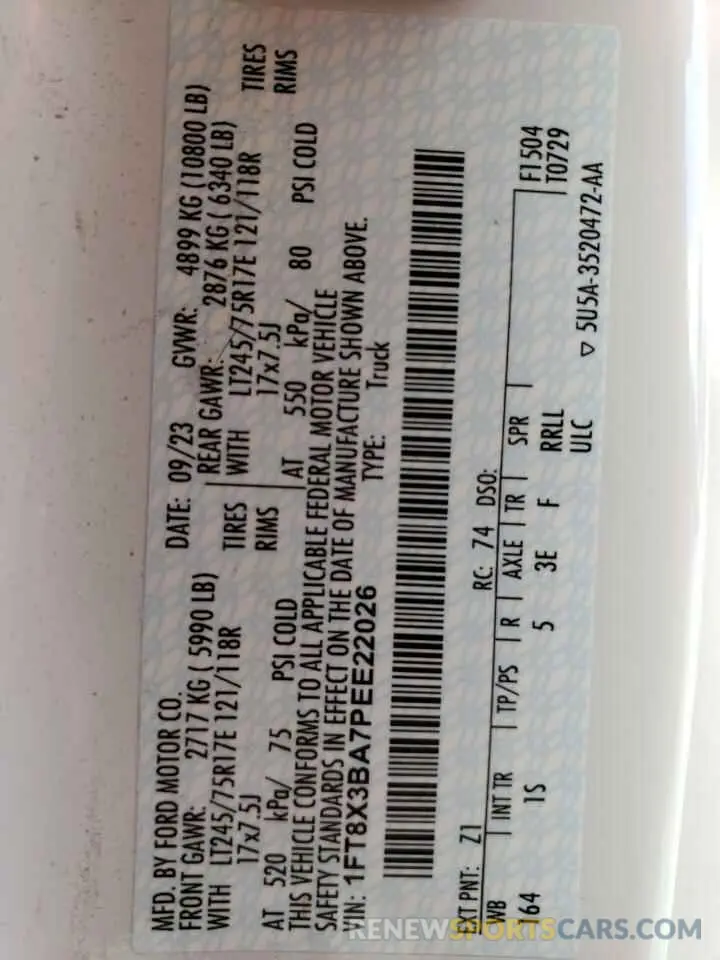 MFD. BY FORD MOTOR CO.
DATE: 09/23 GVWR: 4899 KG (10800 LB)
FRONT GAWR: 2717 KG ( 5990 LB)
REAR GAWR: 2876 KG ( 6340 LB)
WITH LT245/75R17E 121/118R TIRES
WITH LT245/75R17E 121/118R TIRES
17x7.5J RIMS
17x7.5J RIMS
AT 520 kPa/ 75 PSI COLD
AT 550 kPa/ 80 PSI COLD
THIS VEHICLE CONFORMS TO ALL APPLICABLE FEDERAL MOTOR VEHICLE
SAFETY STANDARDS IN EFFECT ON THE DATE OF MANUFACTURE SHOWN ABOVE.
VIN: 1FT8X3BA7PEE22026 TYPE: Truck
EXT PNT: Z1 RC: 74 DSO:
WB INT TR TP/PS R AXLE TR SPR
164 1S 5 3E F RRLL
ULC
F1504
T0729
▽ 5U5A-3520472-AA
RENEWSPORTSCARS.COM